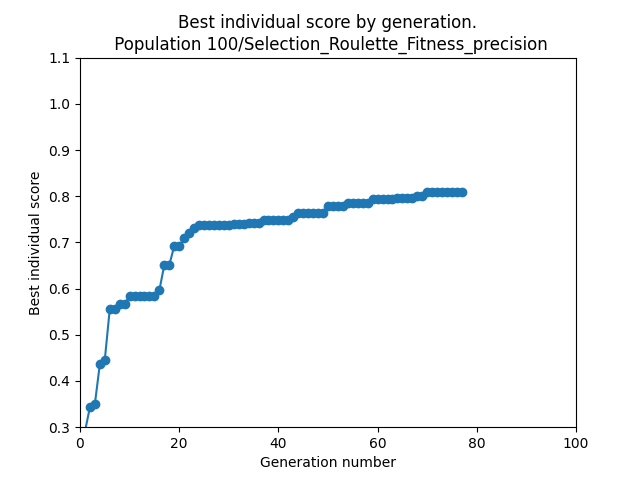 Best individual score by generation.
Population 100/Selection_Roulette_Fitness_precision
1.1
1.0
0.9
0.8
0.7
0.6
0.5
0.4
0.3
Best individual score
0 20 40 60 80 100
Generation number